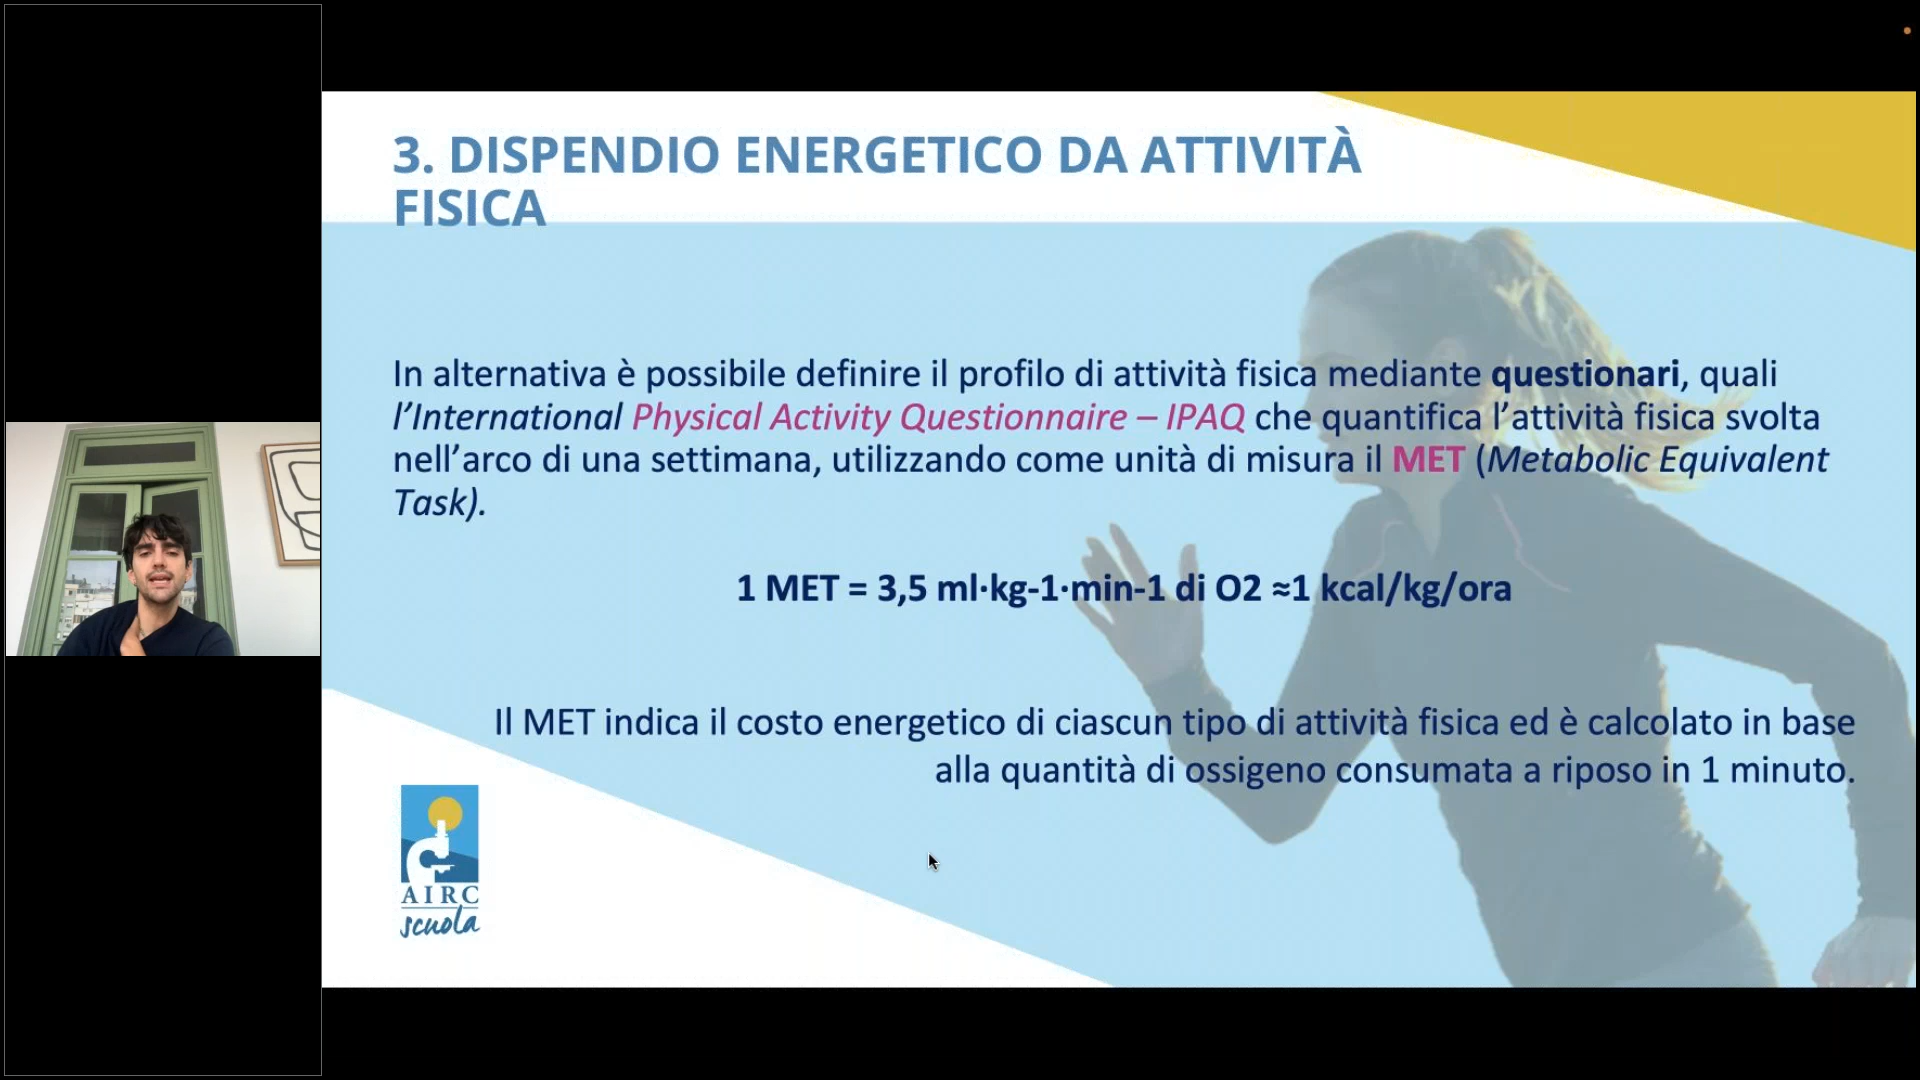 3. DISPENDIO ENERGETICO DA ATTIVITÀ
FISICA
In alternativa è possibile definire il profilo di attività fisica mediante questionari, quali
l’International Physical Activity Questionnaire – IPAQ che quantifica l’attività fisica svolta
nell’arco di una settimana, utilizzando come unità di misura il MET (Metabolic Equivalent
Task).
1 MET = 3,5 ml·kg-1·min-1 di O2 ≈1 kcal/kg/ora
Il MET indica il costo energetico di ciascun tipo di attività fisica ed è calcolato in base
alla quantità di ossigeno consumata a riposo in 1 minuto.
AIRC
scuola